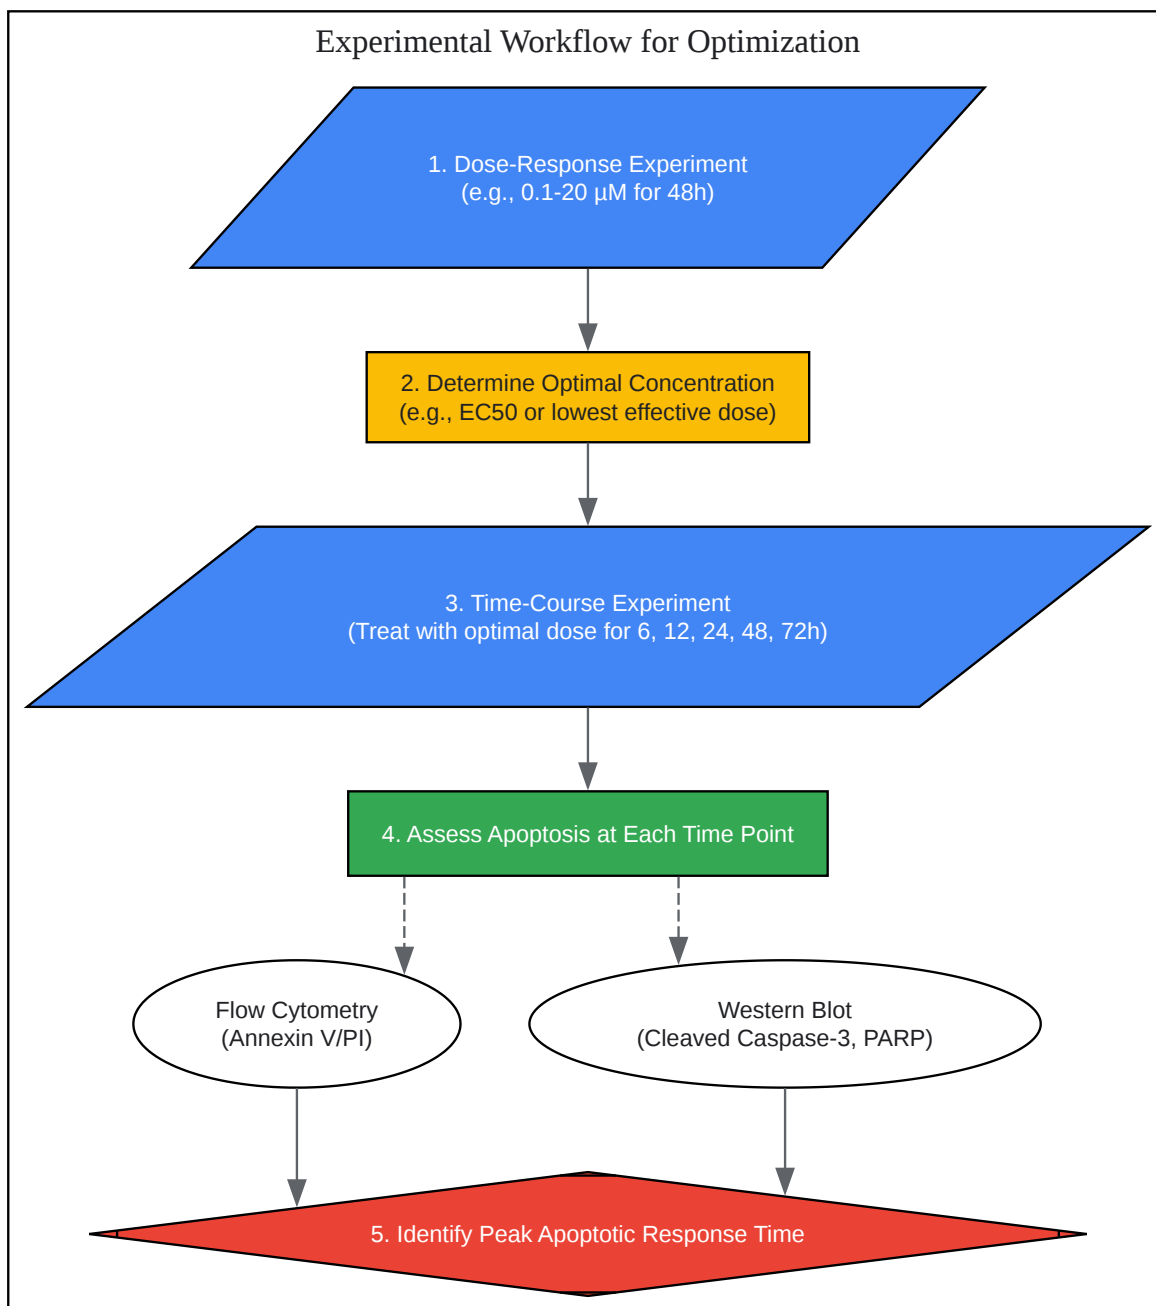 Experimental Workflow for Optimization
1. Dose-Response Experiment
(e.g., 0.1-20 µM for 48h)
2. Determine Optimal Concentration
(e.g., EC50 or lowest effective dose)
3. Time-Course Experiment
(Treat with optimal dose for 6, 12, 24, 48, 72h)
4. Assess Apoptosis at Each Time Point
Flow Cytometry
(Annexin V/PI)
Western Blot
(Cleaved Caspase-3, PARP)
5. Identify Peak Apoptotic Response Time